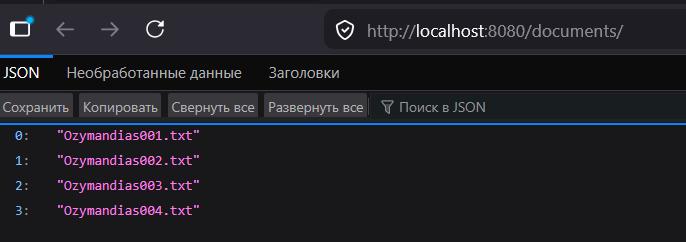 http://localhost:8080/documents/
JSON Необработанные данные Заголовки
Сохранить Копировать Свернуть все Развернуть все Поиск в JSON
0: "Ozymandias001.txt"
1: "Ozymandias002.txt"
2: "Ozymandias003.txt"
3: "Ozymandias004.txt"